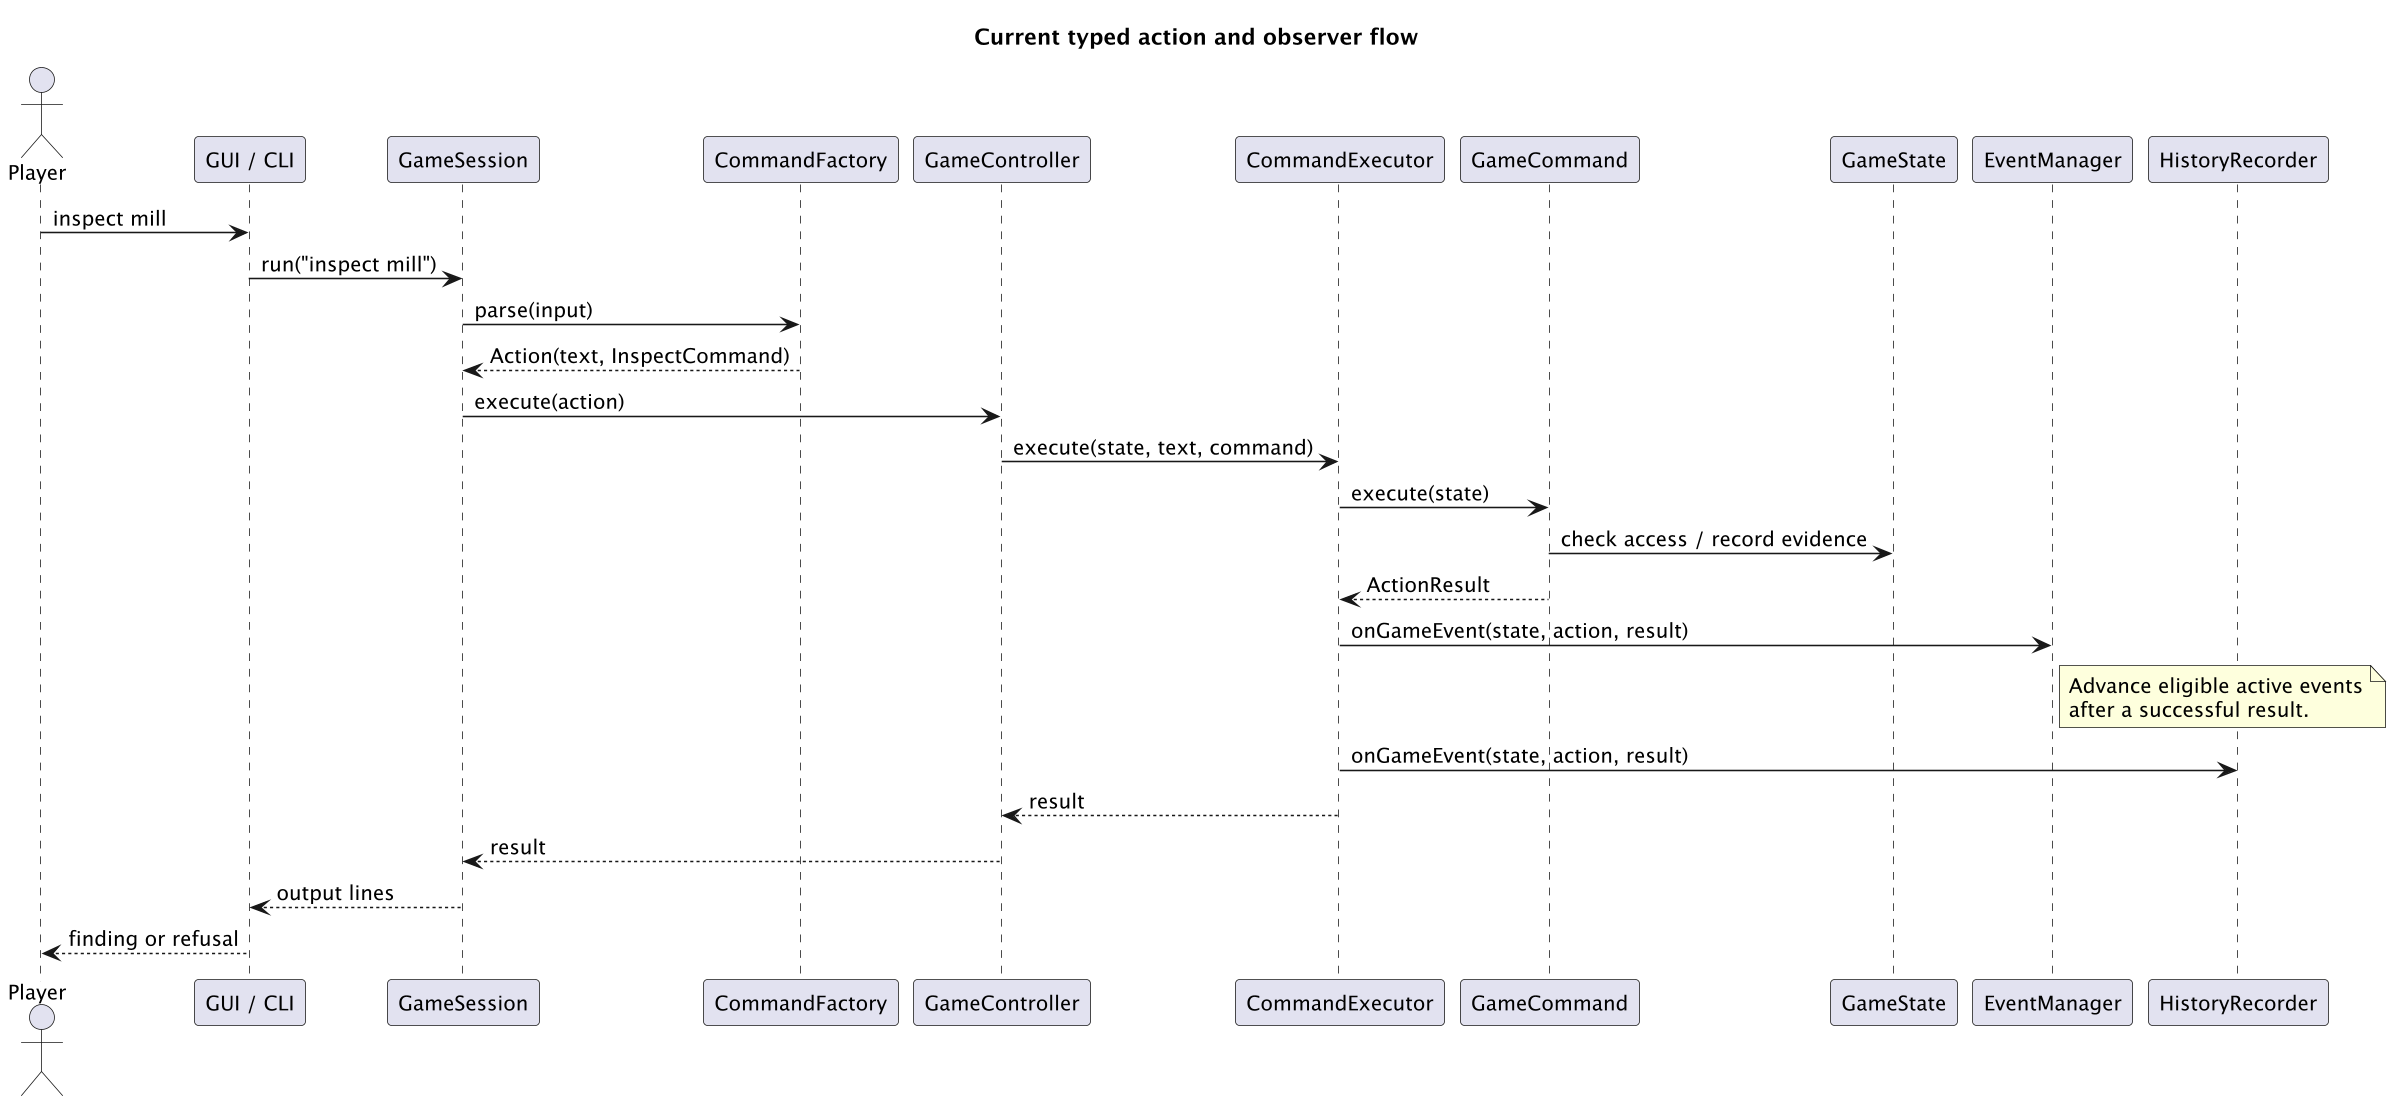 Current typed action and observer flow
Player
GUI / CLI
GameSession
CommandFactory
GameController
CommandExecutor
GameCommand
GameState
EventManager
HistoryRecorder
inspect mill
run("inspect mill")
parse(input)
Action(text, InspectCommand)
execute(action)
execute(state, text, command)
execute(state)
check access / record evidence
ActionResult
onGameEvent(state, action, result)
Advance eligible active events
after a successful result.
onGameEvent(state, action, result)
result
result
output lines
finding or refusal
Player
GUI / CLI
GameSession
CommandFactory
GameController
CommandExecutor
GameCommand
GameState
EventManager
HistoryRecorder